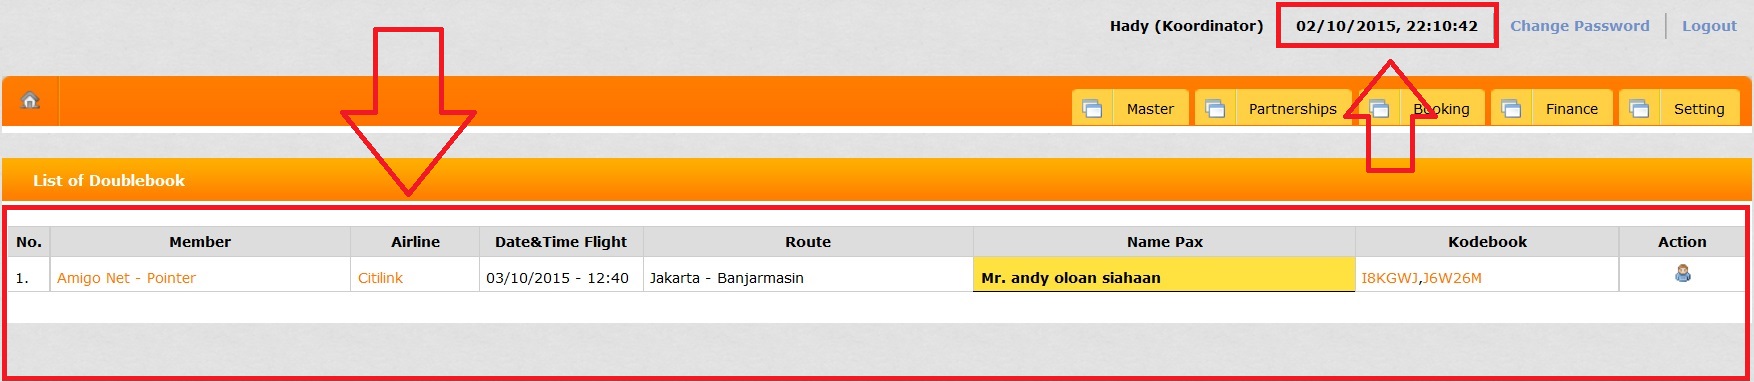 Hady (Koordinator) 02/10/2015, 22:10:42 Change Password Logout
Master Partnerships Booking Finance Setting
List of Doublebook
No. Member Airline Date&Time Flight Route Name Pax Kodebook Action
1. Amigo Net - Pointer Citilink 03/10/2015 - 12:40 Jakarta - Banjarmasin Mr. andy oloan siahaan I8KGWJ,J6W26M